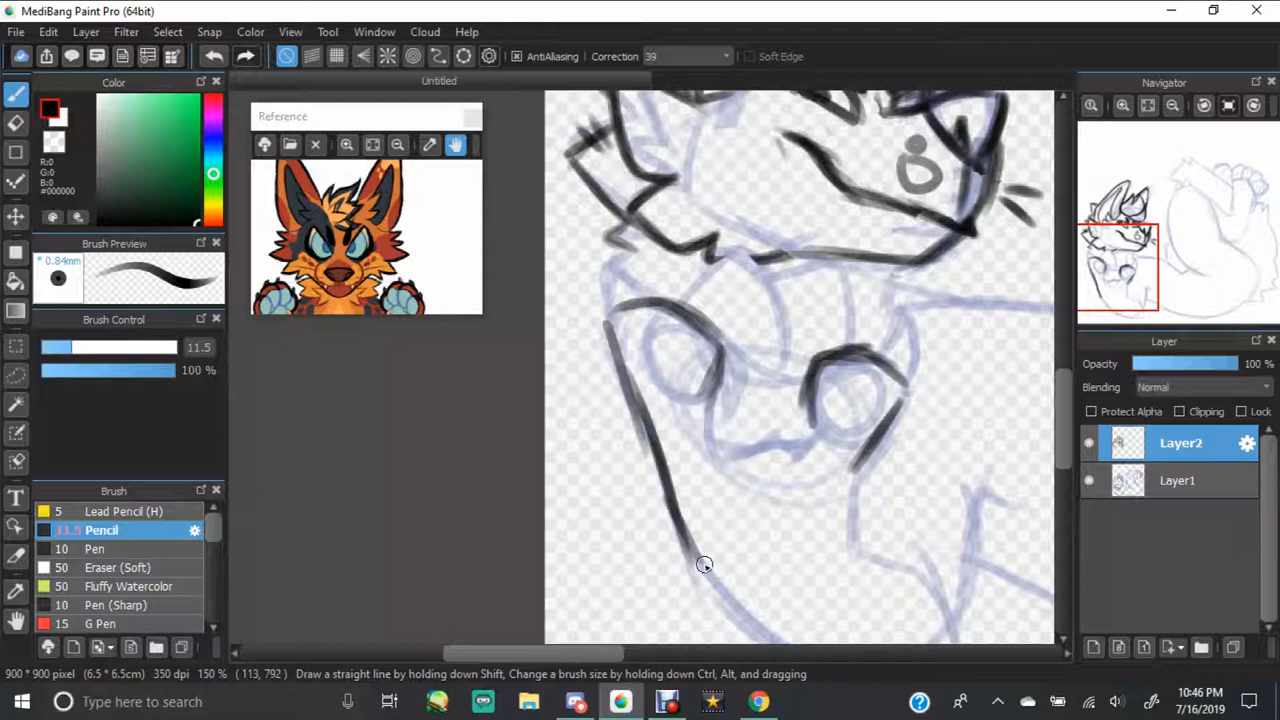 MediBang Paint Pro (64bit)
File Edit Layer Filter Select Snap Color View Tool Window Cloud Help
AntiAliasing Correction 39 Soft Edge
Color
Untitled
Navigator
Reference
R:0
G:0
B:0
#000000
Brush Preview
* 0.84mm
Brush Control
11.5
100 %
Layer
Opacity 100 %
Blending Normal
Protect Alpha Clipping Lock
Layer2
Layer1
Brush
5 Lead Pencil (H)
11.5 Pencil
10 Pen
50 Eraser (Soft)
50 Fluffy Watercolor
10 Pen (Sharp)
15 G Pen
900 * 900 pixel (6.5 * 6.5cm) 350 dpi 150 % ( 113, 792 ) Draw a straight line by holding down Shift, Change a brush size by holding down Ctrl, Alt, and dragging
Type here to search
10:46 PM
7/16/2019